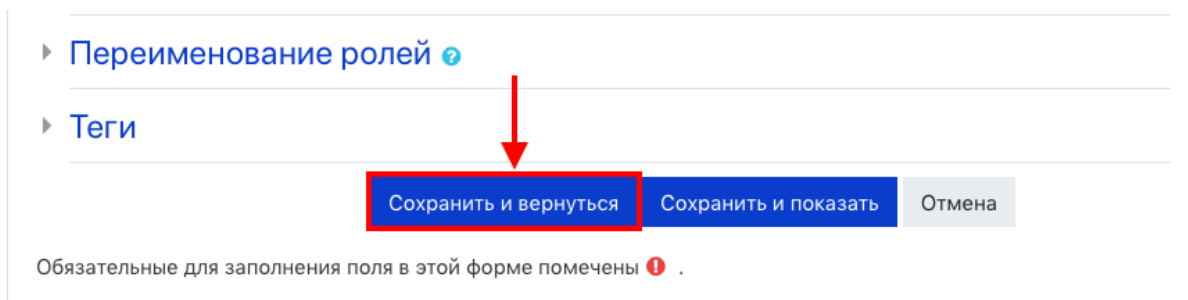 Переименование ролей ?
Теги
Сохранить и вернуться Сохранить и показать Отмена
Обязательные для заполнения поля в этой форме помечены ! .